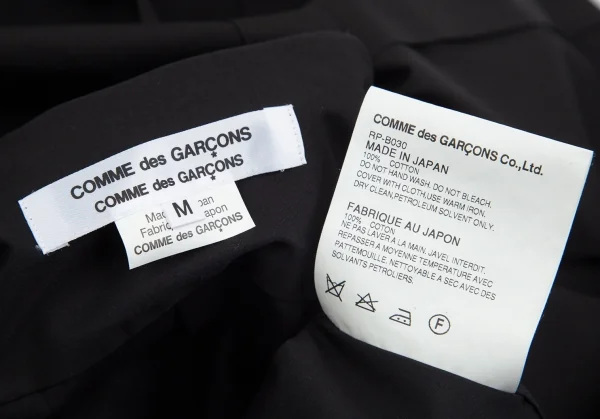 COMME des GARÇONS
COMME des GARÇONS
M
COMME des GARÇONS
COMME des GARÇONS Co., Ltd.
RP-B030
MADE IN JAPAN
100% COTTON
DO NOT HAND WASH. DO NOT BLEACH.
COVER WITH CLOTH,USE WARM IRON.
DRY CLEAN,PETROLEUM SOLVENT ONLY.
FABRIQUE AU JAPON
100% COTTON
NE PAS LAVER A LA MAIN. JAVEL INTERDIT.
REPASSER A MOYENNE TEMPERATURE AVEC
PATTEMOUILLE. NETTOYABLE A SEC AVEC DES
SOLVANTS PETROLIERS.
F